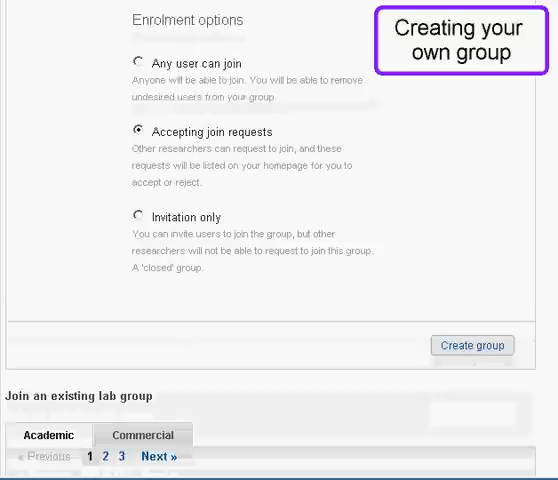 Creating your
own group
Enrolment options
Any user can join
Anyone will be able to join. You will be able to remove
undesired users from your group.
Accepting join requests
Other researchers can request to join, and these
requests will be listed on your homepage for you to
accept or reject.
Invitation only
You can invite users to join the group, but other
researchers will not be able to request to join this group.
A 'closed' group.
Create group
Join an existing lab group
Academic Commercial
« Previous 1 2 3 Next »